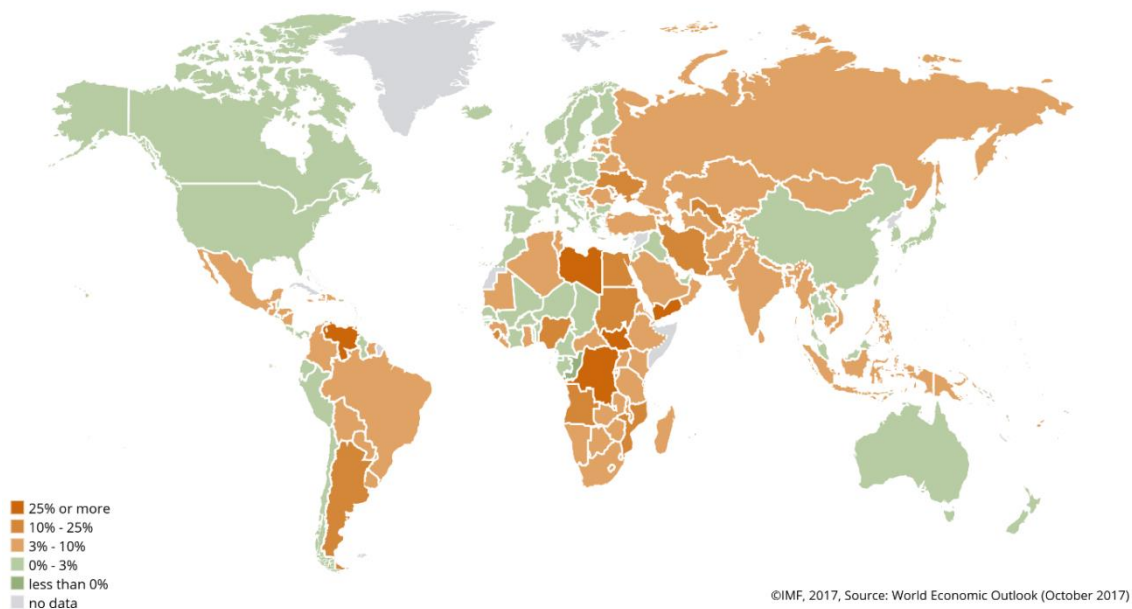 25% or more
10% - 25%
3% - 10%
0% - 3%
less than 0%
no data
©IMF, 2017, Source: World Economic Outlook (October 2017)